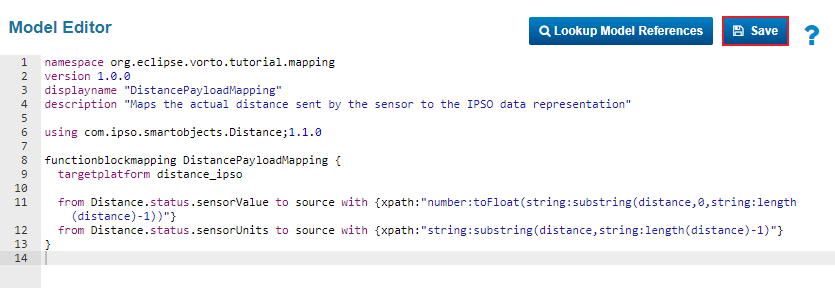 Model Editor
Lookup Model References
Save
?
1 namespace org.eclipse.vorto.tutorial.mapping
2 version 1.0.0
3 displayname "DistancePayloadMapping"
4 description "Maps the actual distance sent by the sensor to the IPSO data representation"
5
6 using com.ipso.smartobjects.Distance;1.1.0
7
8 functionblockmapping DistancePayloadMapping {
9 targetplatform distance_ipso
10
11 from Distance.status.sensorValue to source with {xpath:"number:toFloat(string:substring(distance,0,string:length
(distance)-1))"}
12 from Distance.status.sensorUnits to source with {xpath:"string:substring(distance,string:length(distance)-1)"}
13 }
14